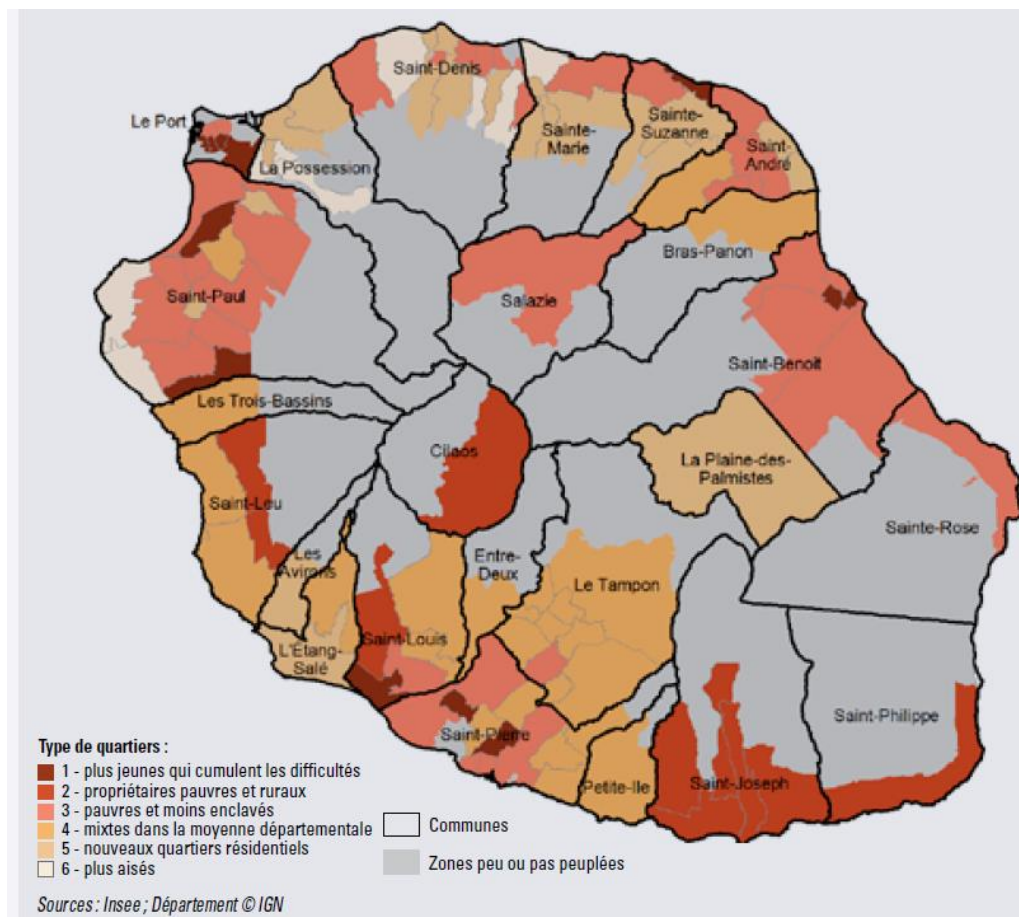 Saint-Denis
Le Port
Sainte-
Marie
Sainte-
Suzanne
Saint-
André
La Possession
Bras-Panon
Saint-Paul
Salazie
Saint-Benoit
Les Trois-Bassins
Cilaos
La Plaine-des-
Palmistes
Saint-Leu
Sainte-Rose
Les
Avirons
Entre-
Deux
Le Tampon
Saint-Louis
L'Etang-
Salé
Saint-Philippe
Saint-Pierre
Petite-Ile
Saint-Joseph
Type de quartiers :
1 - plus jeunes qui cumulent les difficultés
2 - propriétaires pauvres et ruraux
3 - pauvres et moins enclavés
4 - mixtes dans la moyenne départementale
5 - nouveaux quartiers résidentiels
6 - plus aisés
Communes
Zones peu ou pas peuplées
Sources : Insee ; Département © IGN